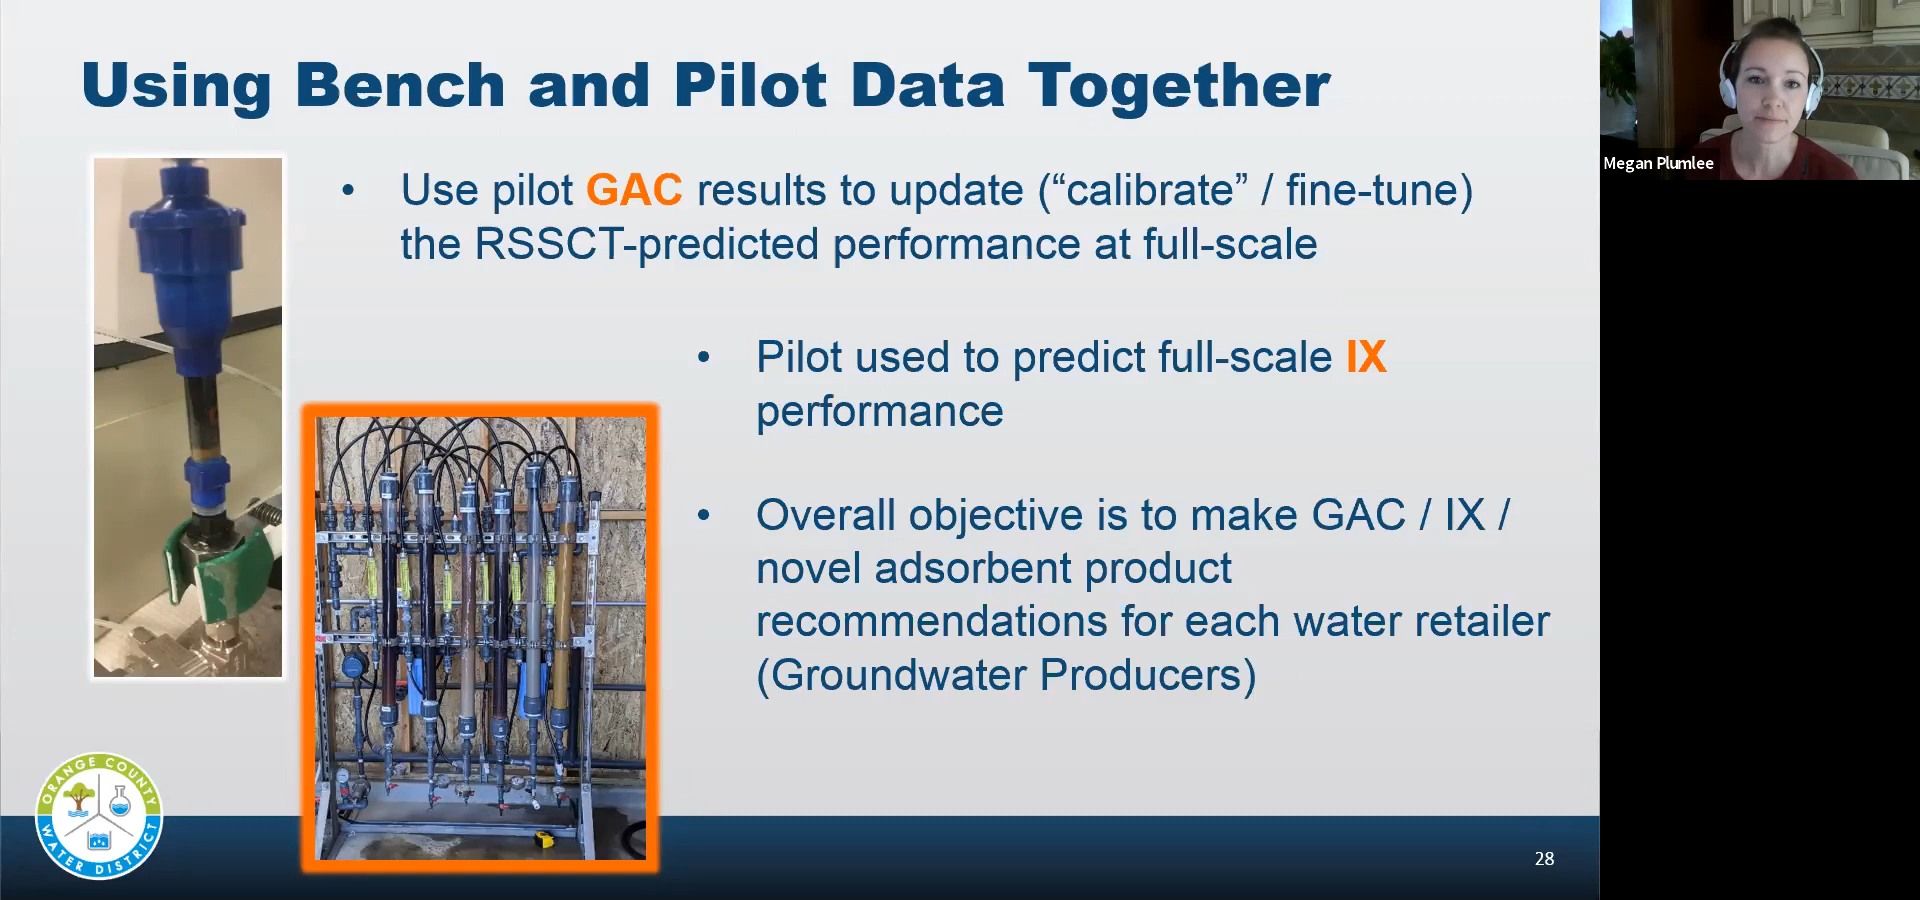 Using Bench and Pilot Data Together
• Use pilot GAC results to update (“calibrate” / fine-tune)
the RSSCT-predicted performance at full-scale
• Pilot used to predict full-scale IX
performance
• Overall objective is to make GAC / IX /
novel adsorbent product
recommendations for each water retailer
(Groundwater Producers)
ORANGE COUNTY
WATER DISTRICT
28
Megan Plumlee